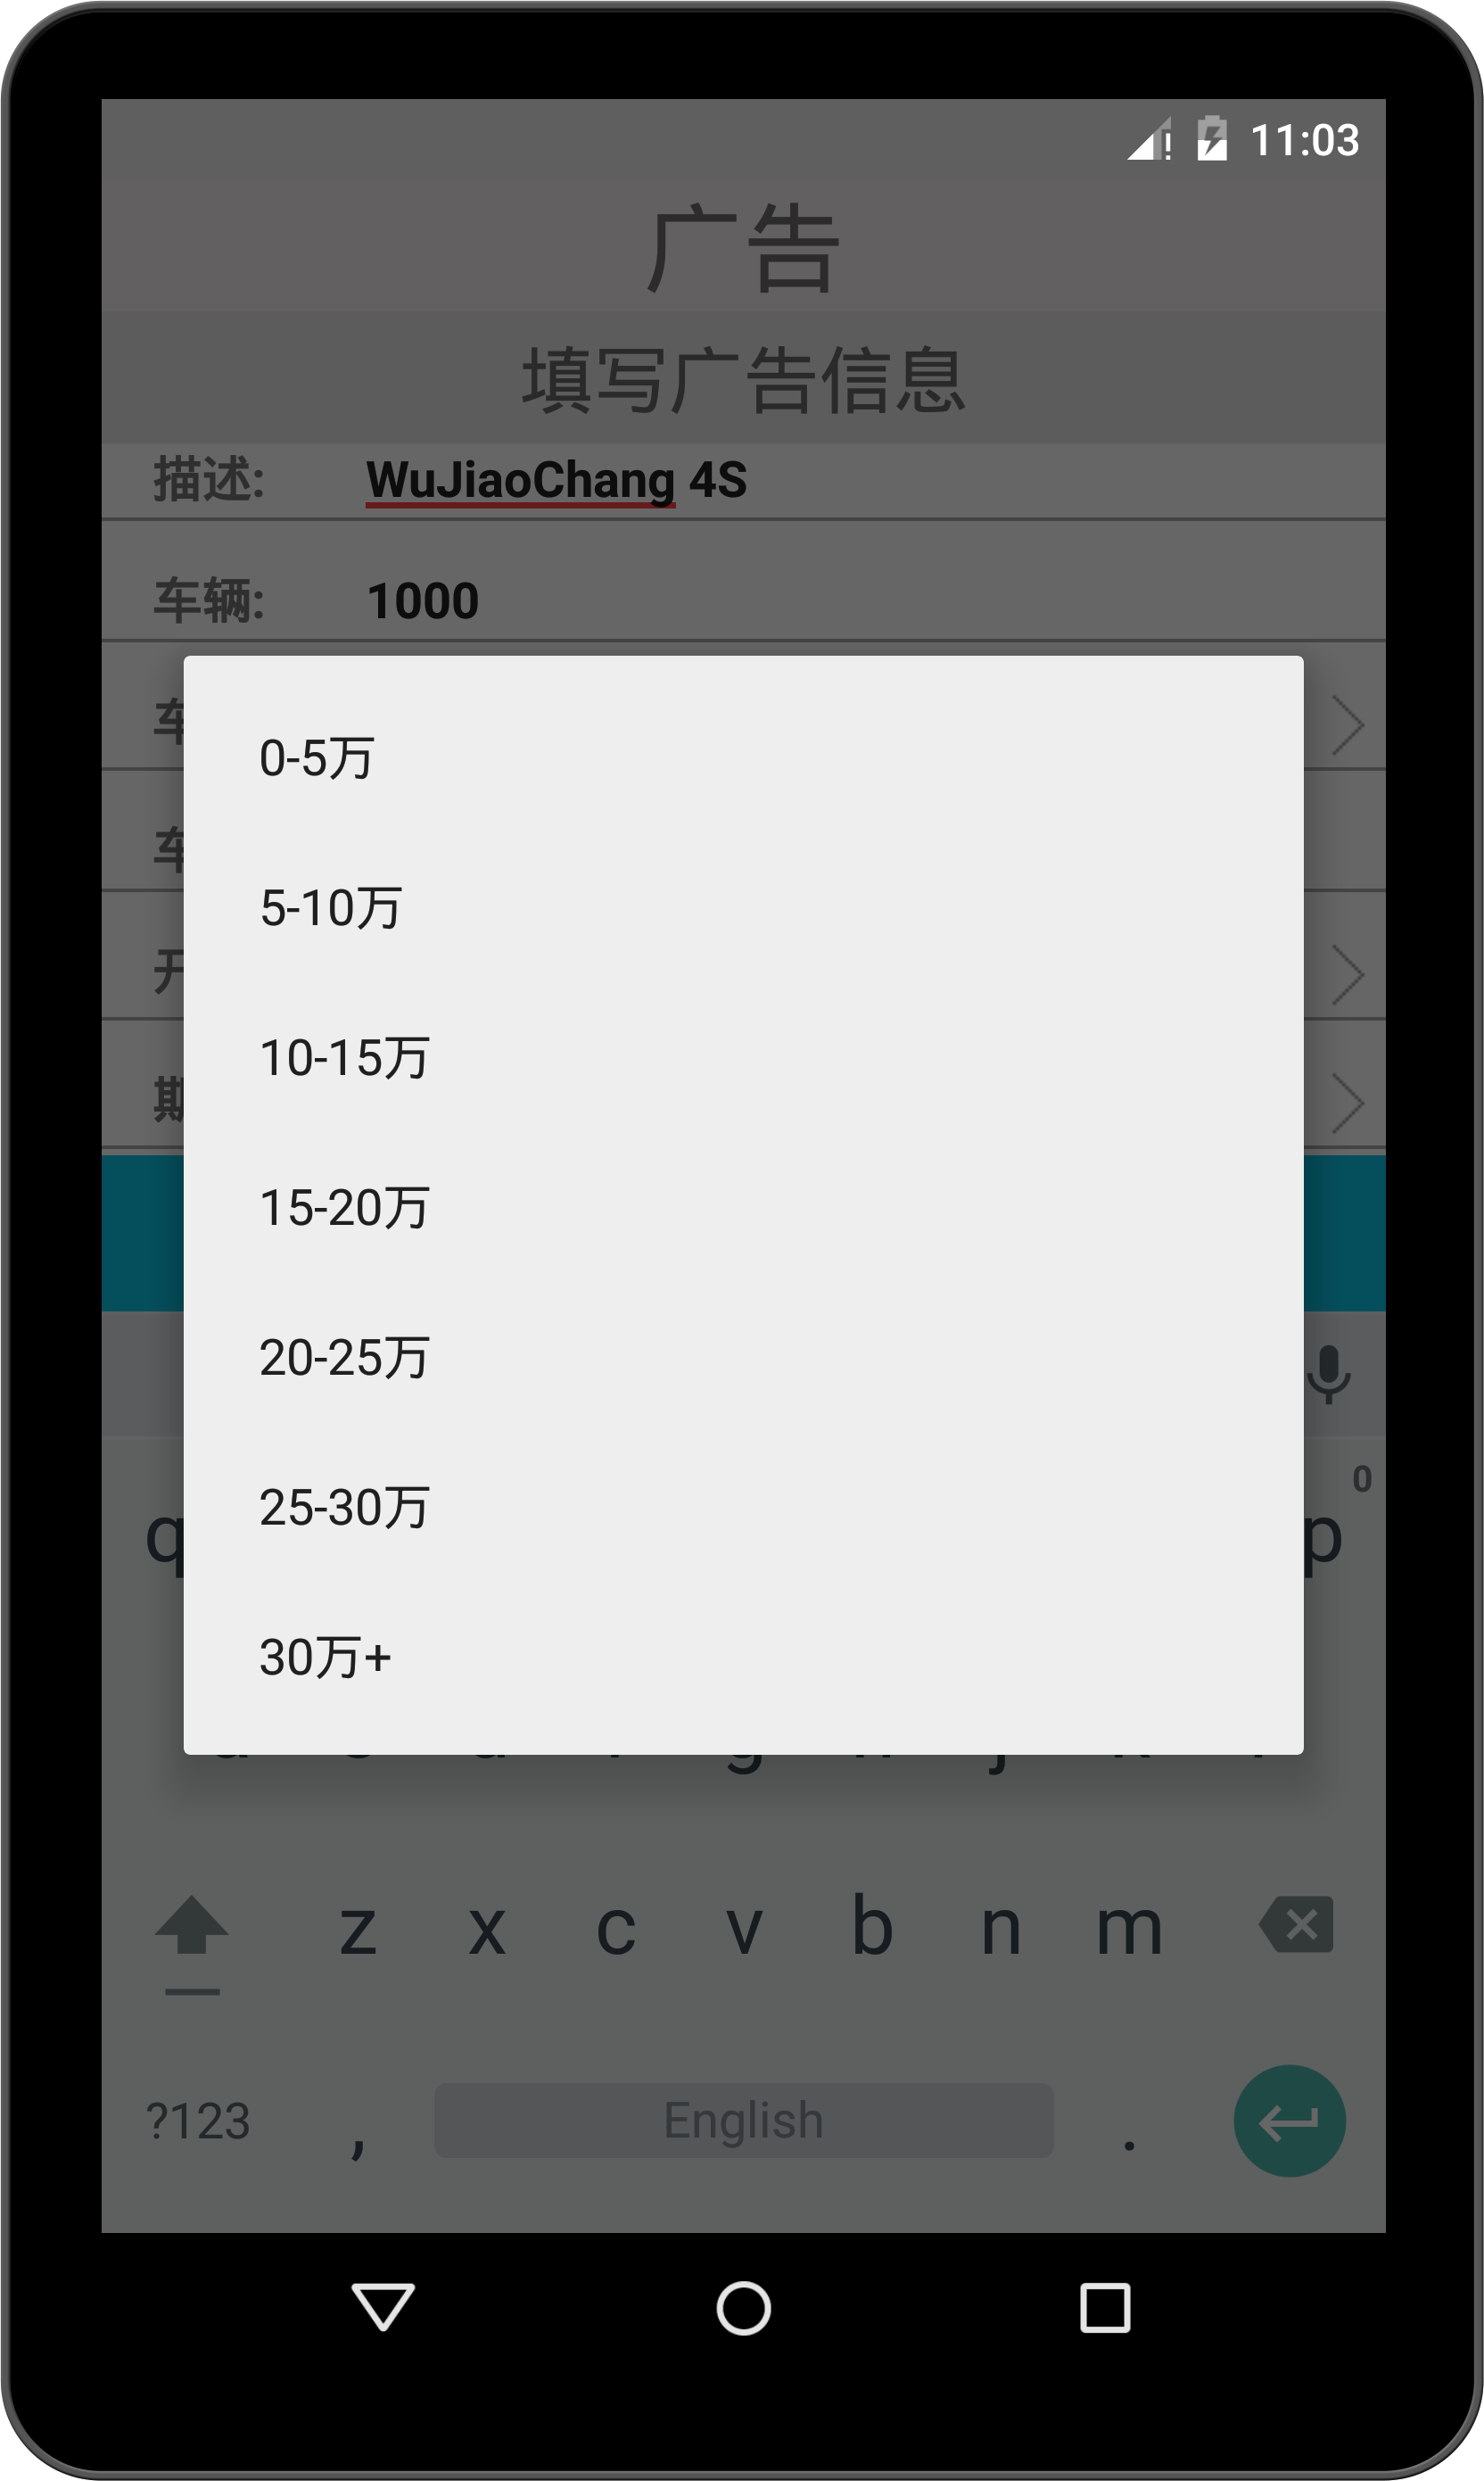 11:03
广告
填写广告信息
描述: WuJiaoChang 4S
车辆: 1000
车
车
开
期
0-5万
5-10万
10-15万
15-20万
20-25万
25-30万
30万+
0
q p
g j
z x c v b n m
?123 , English .